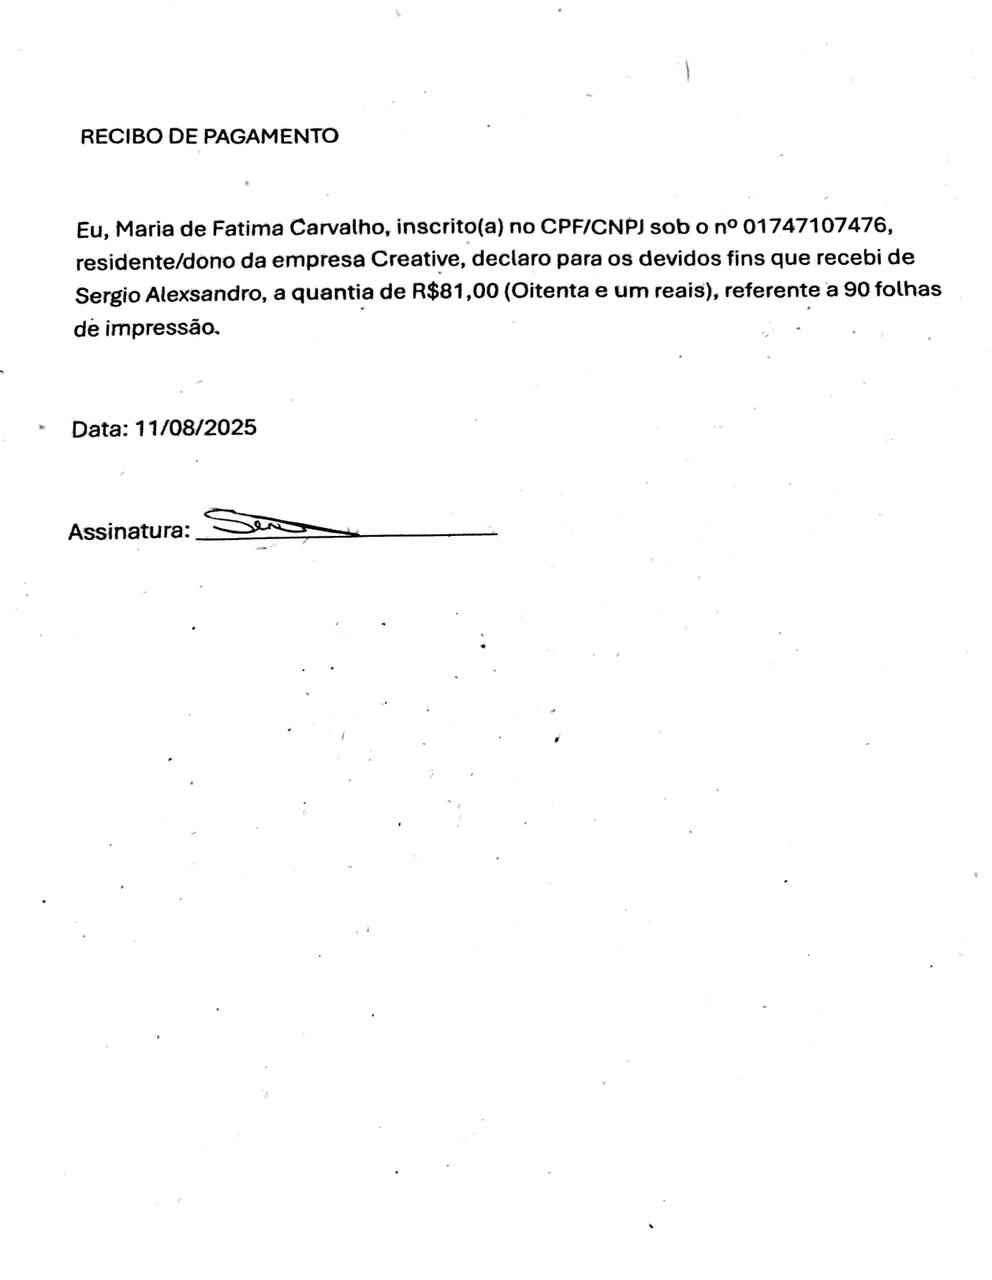 RECIBO DE PAGAMENTO
Eu, Maria de Fatima Carvalho, inscrito(a) no CPF/CNPJ sob o nº 01747107476,
residente/dono da empresa Creative, declaro para os devidos fins que recebi de
Sergio Alexsandro, a quantia de R$81,00 (Oitenta e um reais), referente a 90 folhas
de impressão.
Data: 11/08/2025
Assinatura: